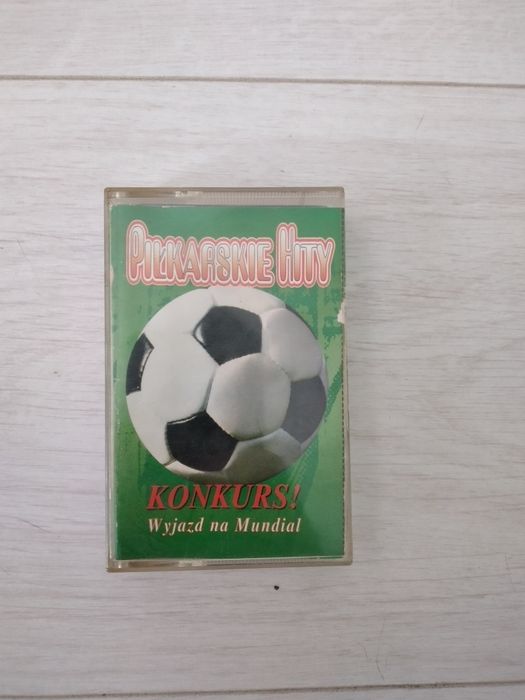 PIŁKARSKIE HITY
KONKURS!
Wyjazd na Mundial